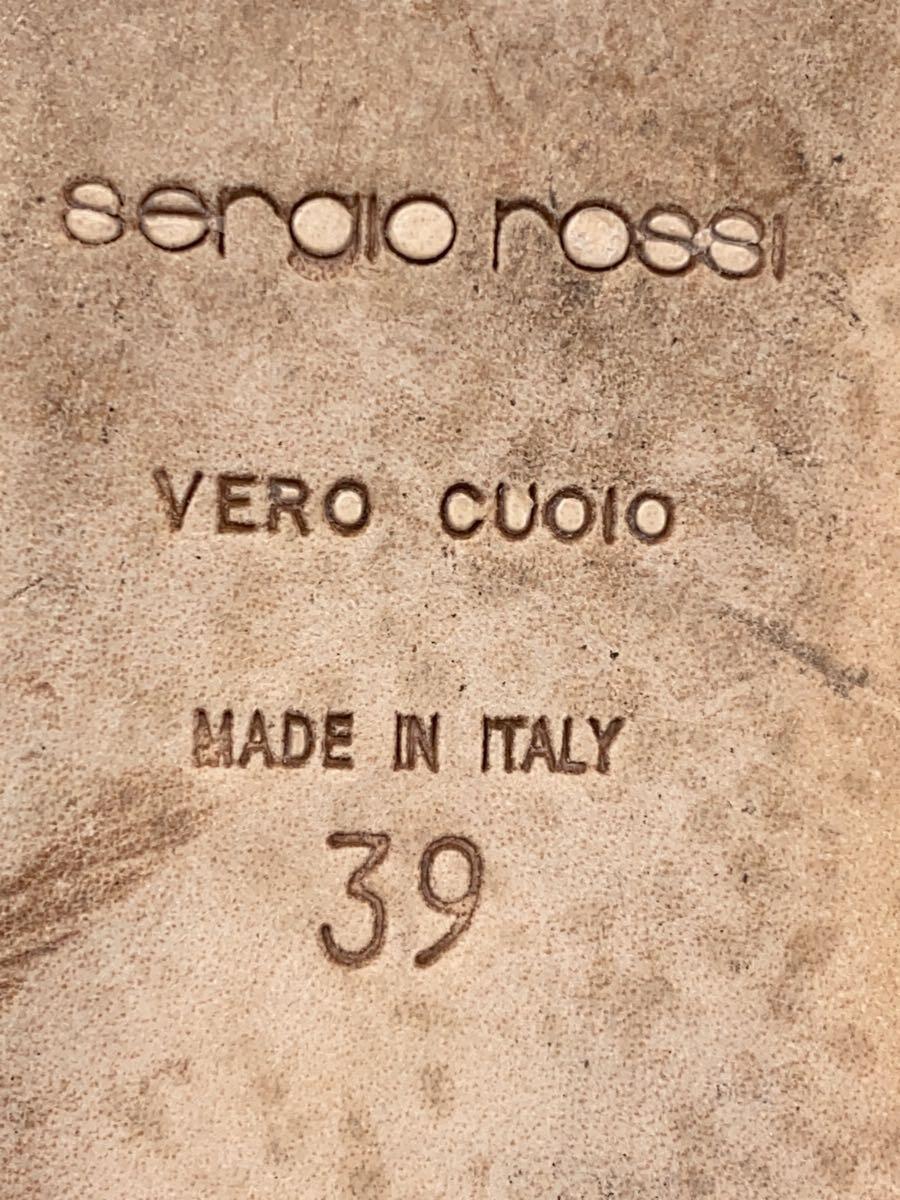 sergio rossi
VERO CUOIO
MADE IN ITALY
39